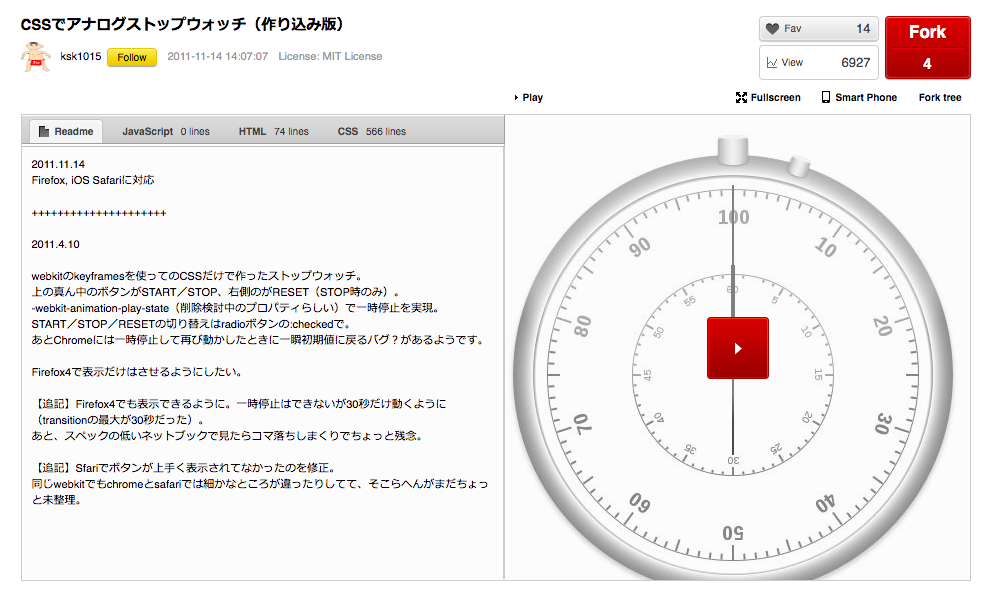 CSSでアナログストップウォッチ（作り込み版）
ksk1015 Follow 2011-11-14 14:07:07 License: MIT License
Fav 14
View 6927
Fork
4
Play
Fullscreen Smart Phone Fork tree
Readme JavaScript 0 lines HTML 74 lines CSS 566 lines
2011.11.14
Firefox, iOS Safariに対応
+++++++++++++++++++++
2011.4.10
webkitのkeyframesを使ってのCSSだけで作ったストップウォッチ。
上の真ん中のボタンがSTART／STOP、右側のがRESET（STOP時のみ）。
-webkit-animation-play-state（削除検討中のプロパティらしい）で一時停止を実現。
START／STOP／RESETの切り替えはradioボタンの:checkedで。
あとChromeには一時停止して再び動かしたときに一瞬初期値に戻るバグ？があるようです。
Firefox4で表示だけはさせるようにしたい。
【追記】Firefox4でも表示できるように。一時停止はできないが30秒だけ動くように
（transitionの最大が30秒だった）。
あと、スペックの低いネットブックで見たらコマ落ちしまくりでちょっと残念。
【追記】Sfariでボタンが上手く表示されてなかったのを修正。
同じwebkitでもchromeとsafariでは細かなところが違ったりしてて、そこらへんがまだちょっ
と未整理。
100
10
20
30
40
50
60
70
80
90
60
5
10
15
20
25
30
35
40
45
50
55